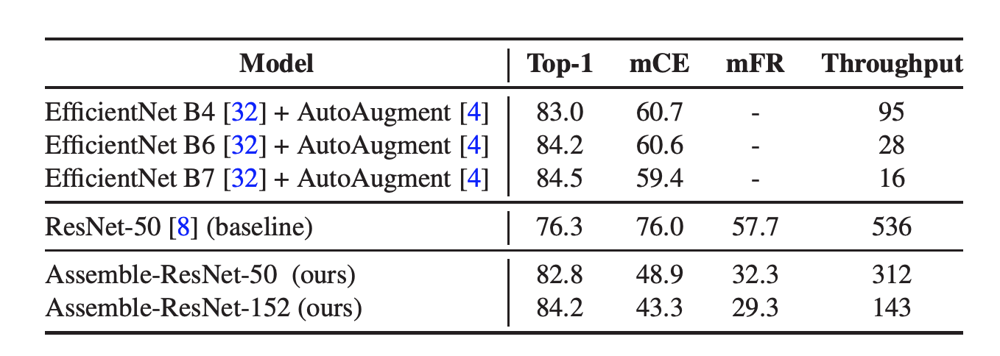 Model Top-1 mCE mFR Throughput
EfficientNet B4 [32] + AutoAugment [4] 83.0 60.7 - 95
EfficientNet B6 [32] + AutoAugment [4] 84.2 60.6 - 28
EfficientNet B7 [32] + AutoAugment [4] 84.5 59.4 - 16
ResNet-50 [8] (baseline) 76.3 76.0 57.7 536
Assemble-ResNet-50 (ours) 82.8 48.9 32.3 312
Assemble-ResNet-152 (ours) 84.2 43.3 29.3 143